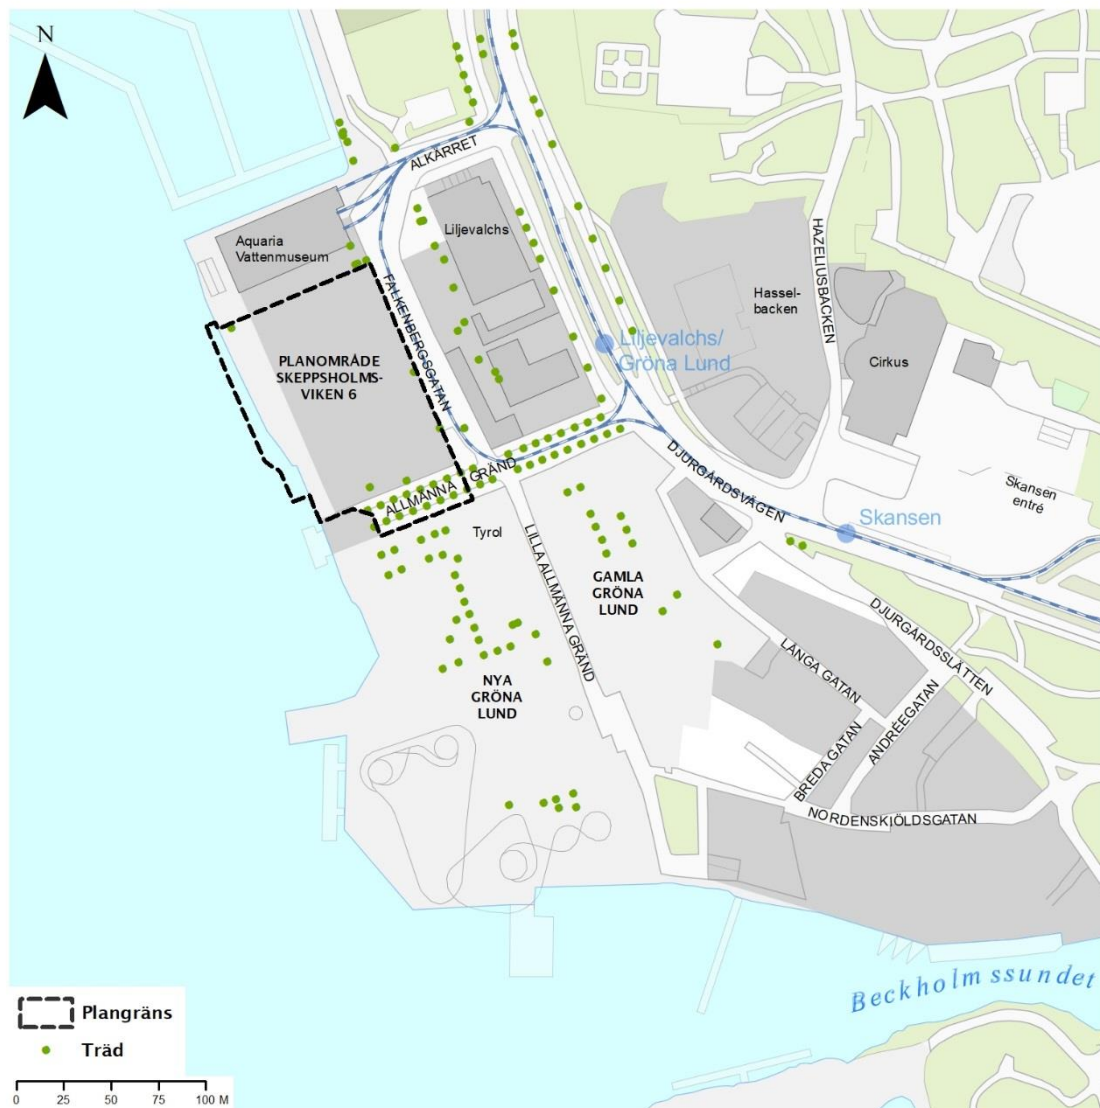 N
ALKÄRRET
Aquaria
Vattenmuseum
Liljevalchs
HAZELIUSBACKEN
Hassel-
backen
Cirkus
FALKENBERGSGATAN
PLANOMRÅDE
SKEPPSHOLMS-
VIKEN 6
Liljevalchs/
Gröna Lund
ALLMÄNNA GRÄND
DJURGÅRDSVÄGEN
Skansen
entré
Skansen
Tyrol
LILLA ALLMÄNNA GRÄND
GAMLA
GRÖNA
LUND
DJURGÅRDSSLÄTTEN
LÅNGA GATAN
NYA
GRÖNA
LUND
ANDRÉEGATAN
BREDA GATAN
NORDENSKIÖLDSGATAN
Beckholm ssundet
Plangräns
Träd
0 25 50 75 100 M